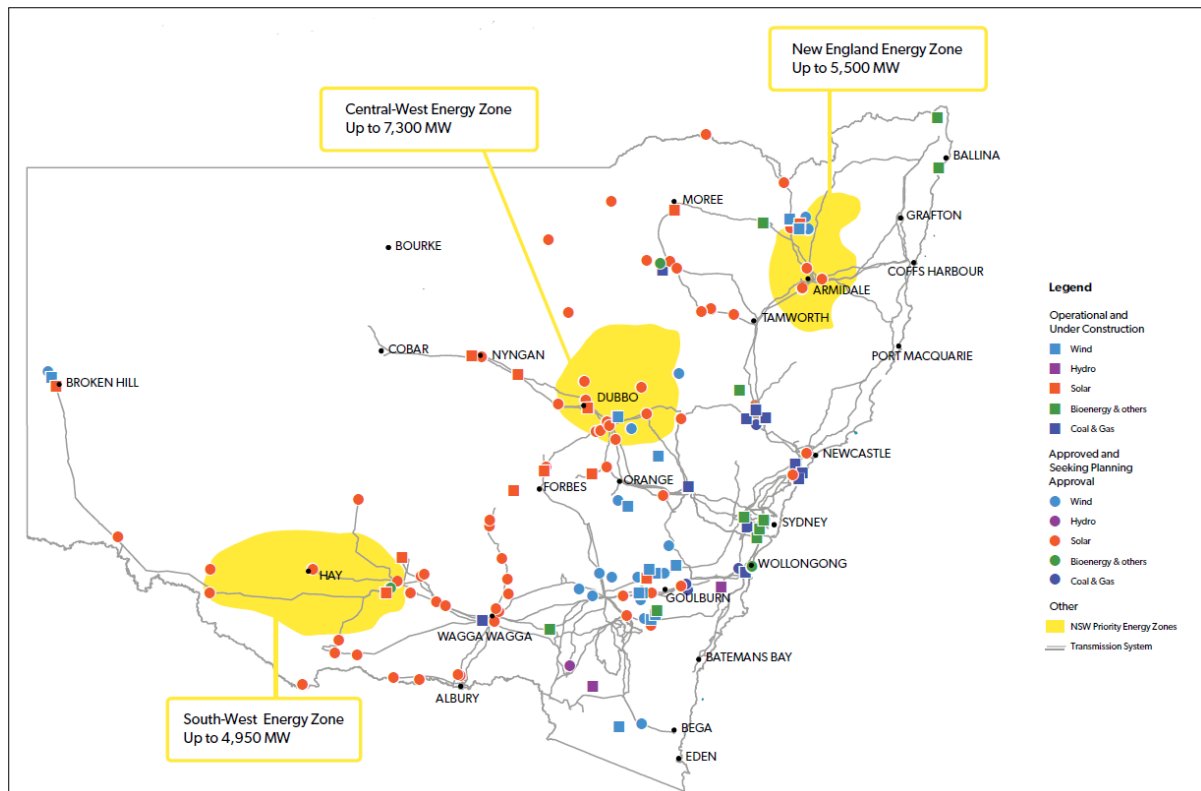 New England Energy Zone
Up to 5,500 MW
Central-West Energy Zone
Up to 7,300 MW
BALLINA
MOREE
GRAFTON
BOURKE
COFFS HARBOUR
ARMIDALE
TAMWORTH
COBAR
NYNGAN
PORT MACQUARIE
BROKEN HILL
DUBBO
NEWCASTLE
FORBES
ORANGE
SYDNEY
HAY
WOLLONGONG
GOULBURN
WAGGA WAGGA
BATEMANS BAY
ALBURY
BEGA
EDEN
South-West Energy Zone
Up to 4,950 MW
Legend
Operational and
Under Construction
Wind
Hydro
Solar
Bioenergy & others
Coal & Gas
Approved and
Seeking Planning
Approval
Wind
Hydro
Solar
Bioenergy & others
Coal & Gas
Other
NSW Priority Energy Zones
Transmission System